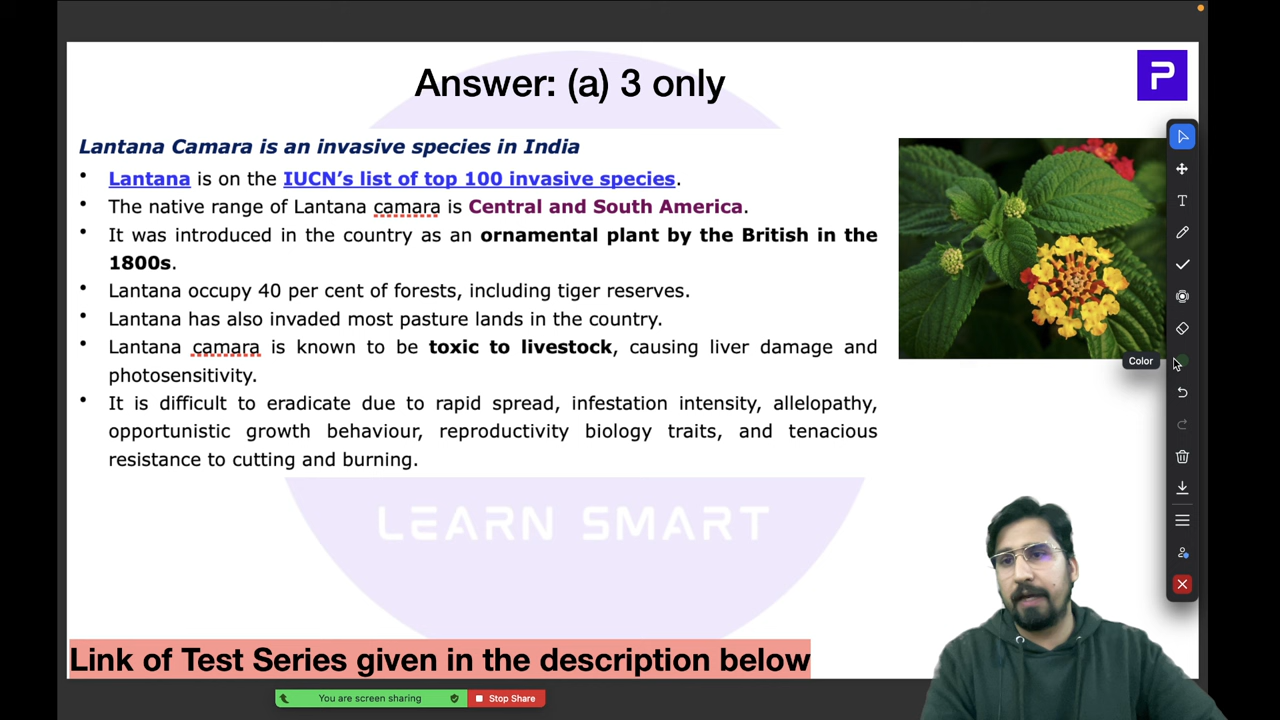 Answer: (a) 3 only
P
Lantana Camara is an invasive species in India
• Lantana is on the IUCN's list of top 100 invasive species.
• The native range of Lantana camara is Central and South America.
• It was introduced in the country as an ornamental plant by the British in the
1800s.
• Lantana occupy 40 per cent of forests, including tiger reserves.
• Lantana has also invaded most pasture lands in the country.
• Lantana camara is known to be toxic to livestock, causing liver damage and
photosensitivity.
• It is difficult to eradicate due to rapid spread, infestation intensity, allelopathy,
opportunistic growth behaviour, reproductivity biology traits, and tenacious
resistance to cutting and burning.
T
Color
LEARN SMART
Link of Test Series given in the description below
You are screen sharing
Stop Share